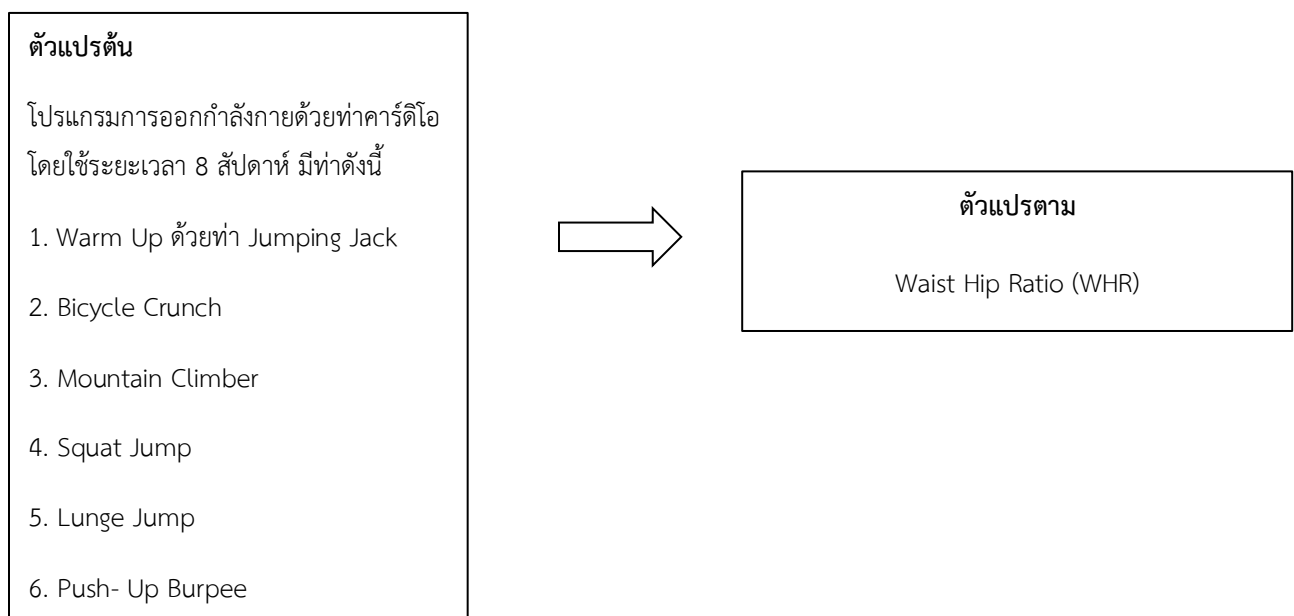 ตัวแปรต้น
โปรแกรมการออกกำลังกายด้วยท่าคาร์ดิโอ
โดยใช้ระยะเวลา 8 สัปดาห์ มีท่าดังนี้
1. Warm Up ด้วยท่า Jumping Jack
2. Bicycle Crunch
3. Mountain Climber
4. Squat Jump
5. Lunge Jump
6. Push- Up Burpee
ตัวแปรตาม
Waist Hip Ratio (WHR)